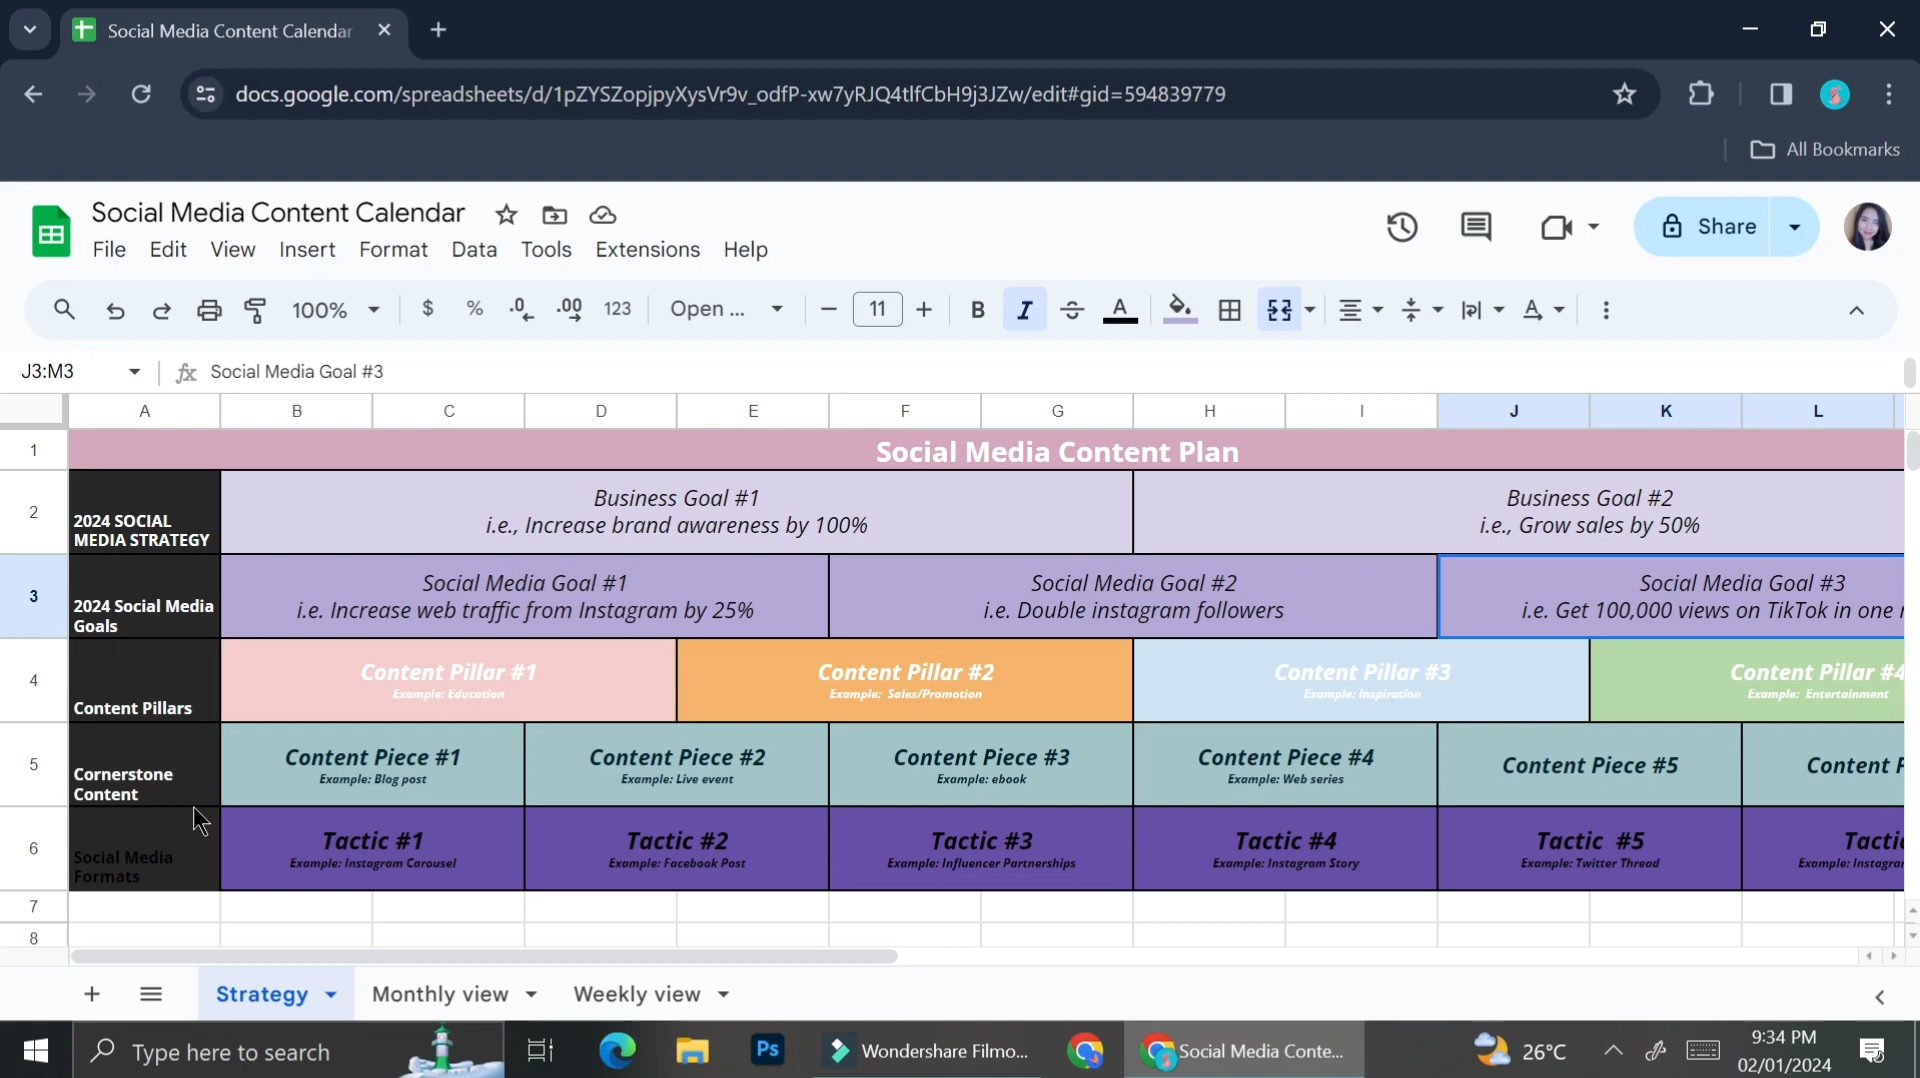 Social Media Content Calendar
docs.google.com/spreadsheets/d/1pZYSZopjpyXysVr9v_odfP-xw7yRJQ4tlfCbH9j3JZw/edit#gid=594839779
All Bookmarks
Social Media Content Calendar
File Edit View Insert Format Data Tools Extensions Help
Share
100% $ % .0 .00 123 Open ... 11 B I A
J3:M3 fx Social Media Goal #3
A B C D E F G H I J K L
1 Social Media Content Plan
2
2024 SOCIAL
MEDIA STRATEGY
Business Goal #1
i.e., Increase brand awareness by 100%
Business Goal #2
i.e., Grow sales by 50%
3
2024 Social Media
Goals
Social Media Goal #1
i.e. Increase web traffic from Instagram by 25%
Social Media Goal #2
i.e. Double instagram followers
Social Media Goal #3
i.e. Get 100,000 views on TikTok in one
4
Content Pillars
Content Pillar #1
Example: Education
Content Pillar #2
Example: Sales/Promotion
Content Pillar #3
Example: Inspiration
Content Pillar #4
Example: Entertainment
5
Cornerstone
Content
Content Piece #1
Example: Blog post
Content Piece #2
Example: Live event
Content Piece #3
Example: ebook
Content Piece #4
Example: Web series
Content Piece #5
Content
6
Social Media
Formats
Tactic #1
Example: Instagram Carousel
Tactic #2
Example: Facebook Post
Tactic #3
Example: Influencer Partnerships
Tactic #4
Example: Instagram Story
Tactic #5
Example: Twitter Thread
Tacti
Example: Instagra
7
8
Strategy Monthly view Weekly view
Type here to search
Ps
Wondershare Filmo...
Social Media Conte...
26°C
9:34 PM
02/01/2024